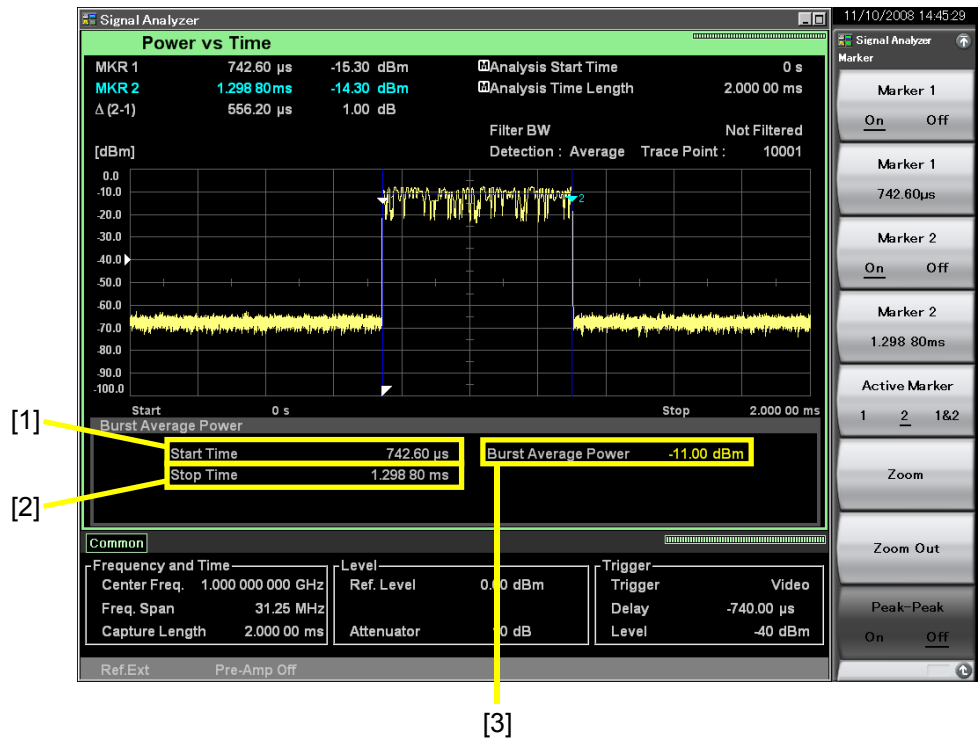 Signal Analyzer
11/10/2008 14:45:29
Power vs Time
MKR 1 742.60 µs -15.30 dBm
MKR 2 1.298 80ms -14.30 dBm
Δ (2-1) 556.20 µs 1.00 dB
M Analysis Start Time 0 s
M Analysis Time Length 2.000 00 ms
Filter BW Not Filtered
Detection : Average Trace Point : 10001
[dBm]
0.0
-10.0
-20.0
-30.0
-40.0
-50.0
-60.0
-70.0
-80.0
-90.0
-100.0
2
Start 0 s Stop 2.000 00 ms
Burst Average Power
[1]
Start Time 742.60 µs
Burst Average Power -11.00 dBm
[2]
Stop Time 1.298 80 ms
Common
Frequency and Time
Center Freq. 1.000 000 000 GHz
Freq. Span 31.25 MHz
Capture Length 2.000 00 ms
Level
Ref. Level dBm
Attenuator dB
Trigger
Trigger Video
Delay -740.00 µs
Level -40 dBm
Ref.Ext Pre-Amp Off
[3]
Signal Analyzer
Marker
Marker 1
On Off
Marker 1
742.60µs
Marker 2
On Off
Marker 2
1.298 80ms
Active Marker
1 2 1&2
Zoom
Zoom Out
Peak-Peak
On Off